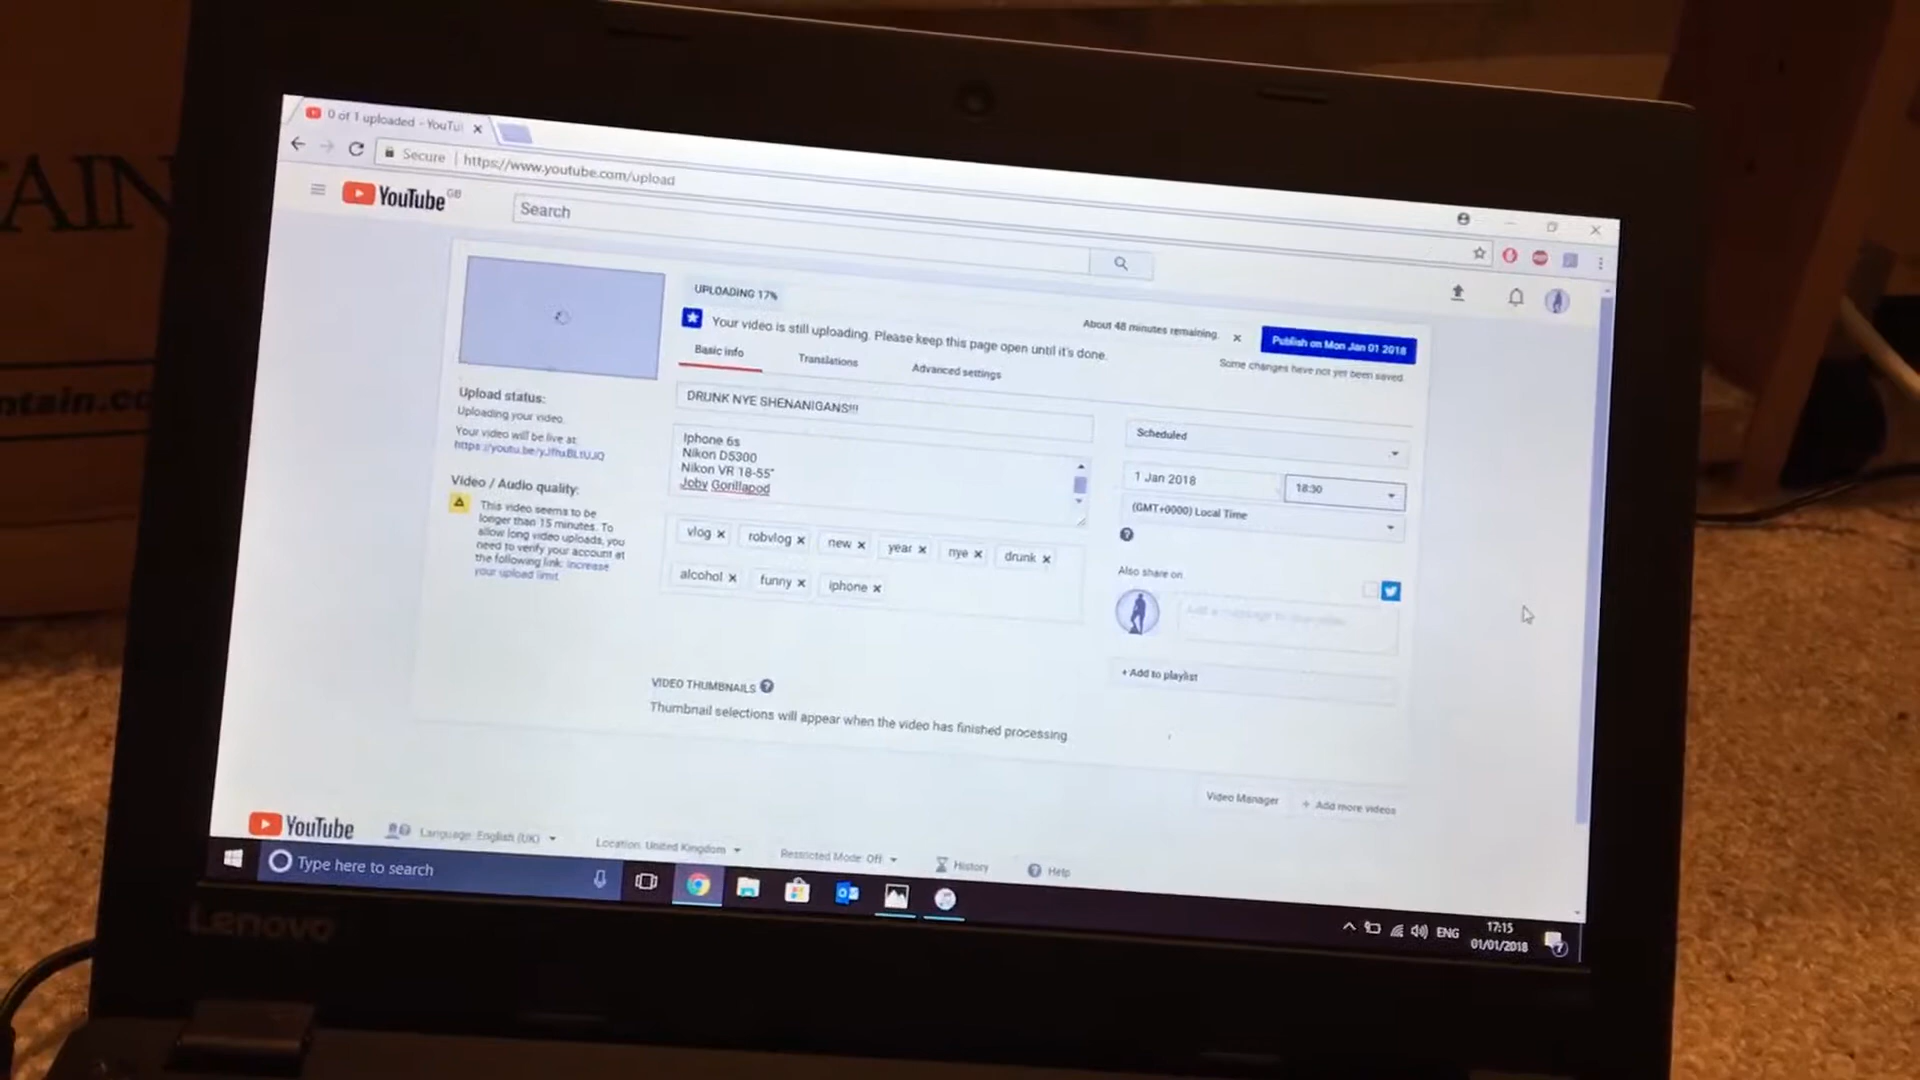 0 of 1 uploaded - YouTu
Secure | https://www.youtube.com/upload
YouTube GB
Search
UPLOADING 17%
About 48 minutes remaining.
Publish on Mon Jan 01 2018
Your video is still uploading. Please keep this page open until it's done.
Some changes have not yet been saved.
Basic info
Translations
Advanced settings
Upload status:
Uploading your video.
Your video will be live at:
DRUNK NYE SHENANIGANS!!!
Iphone 6s
Nikon D5300
Nikon VR 18-55"
Joby Gorillapod
Scheduled
1 Jan 2018
18:30
(GMT+0000) Local Time
Video / Audio quality:
This video seems to be
longer than 15 minutes. To
allow long video uploads, you
need to verify your account at
the following link: Increase
your upload limit
vlog
robvlog
new
year
nye
drunk
alcohol
funny
iphone
Also share on
+ Add to playlist
VIDEO THUMBNAILS
Thumbnail selections will appear when the video has finished processing
Video Manager
+ Add more videos
YouTube
Language: English (UK)
Location: United Kingdom
Restricted Mode: Off
History
Help
Type here to search
ENG
17:15
01/01/2018
7
Lenovo
TAIN
ntain.co